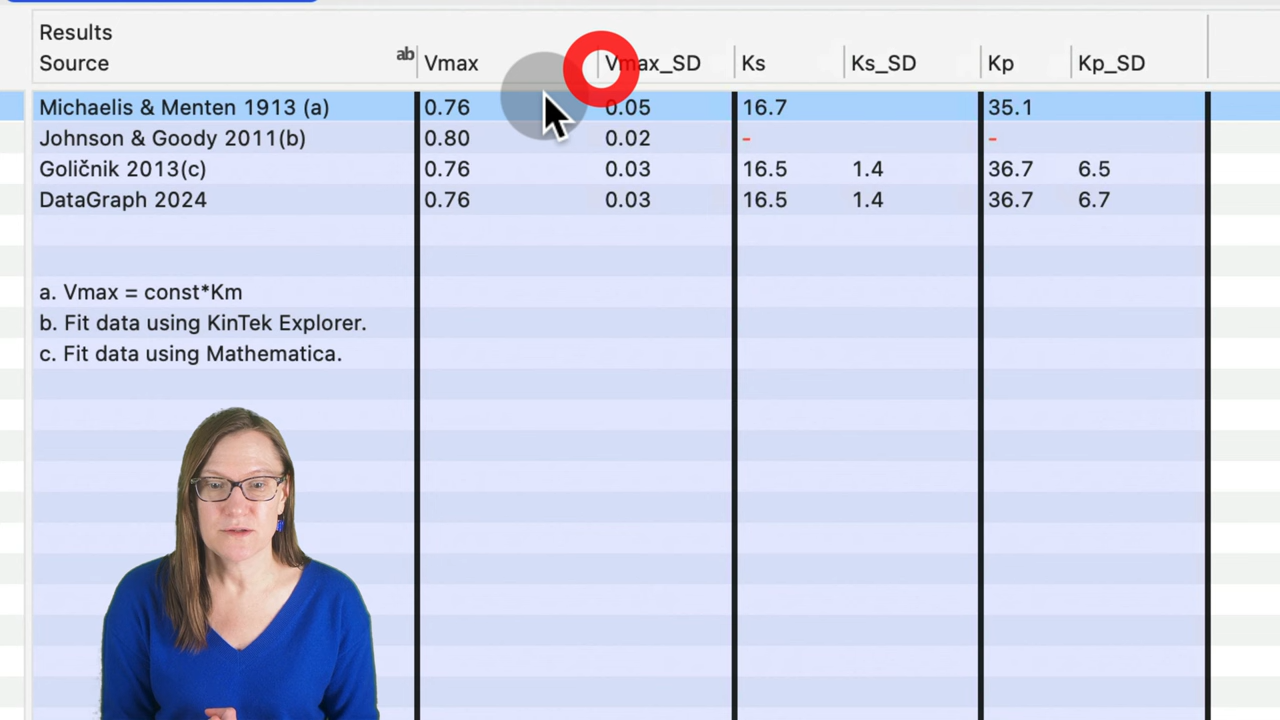 Results
Source ab Vmax Vmax_SD Ks Ks_SD Kp Kp_SD
Michaelis & Menten 1913 (a) 0.76 0.05 16.7 35.1
Johnson & Goody 2011(b) 0.80 0.02 - -
Goličnik 2013(c) 0.76 0.03 16.5 1.4 36.7 6.5
DataGraph 2024 0.76 0.03 16.5 1.4 36.7 6.7
a. Vmax = const*Km
b. Fit data using KinTek Explorer.
c. Fit data using Mathematica.